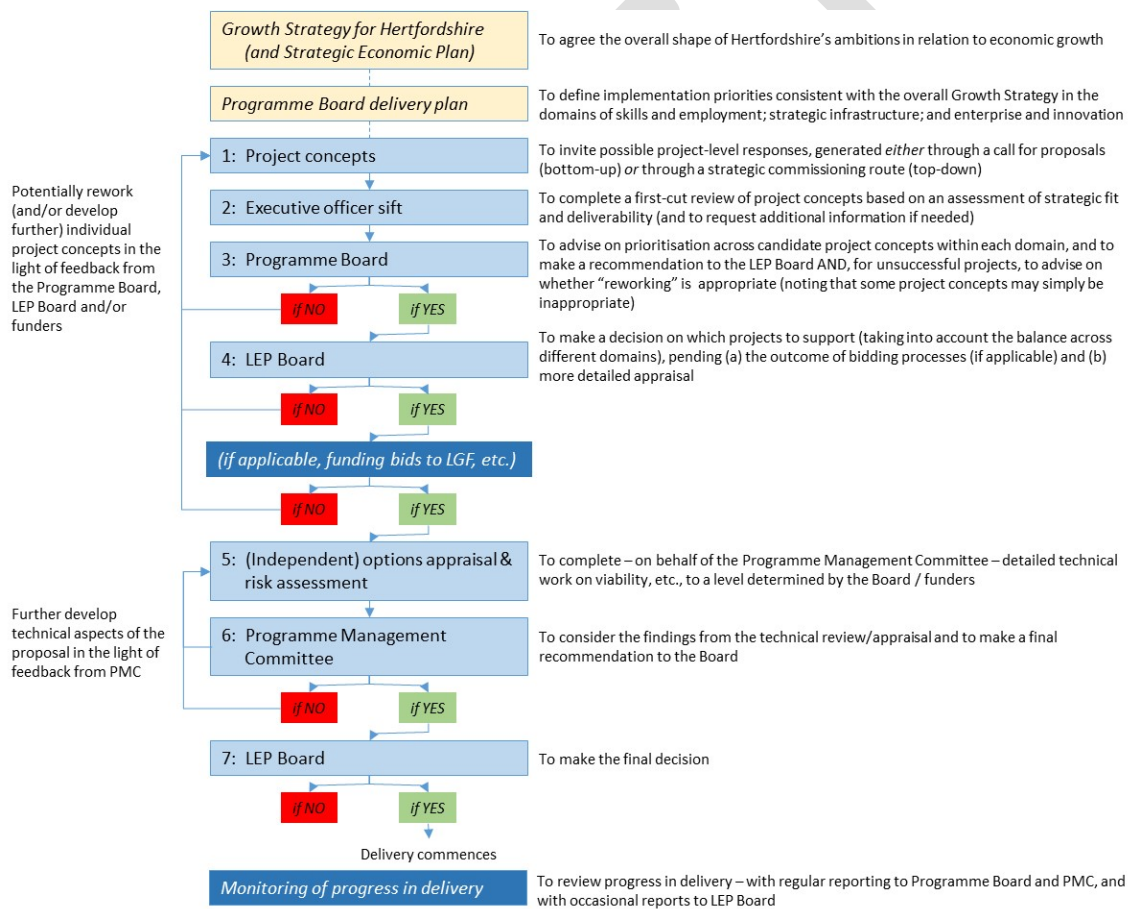 Growth Strategy for Hertfordshire
(and Strategic Economic Plan)
To agree the overall shape of Hertfordshire's ambitions in relation to economic growth
Programme Board delivery plan
To define implementation priorities consistent with the overall Growth Strategy in the
domains of skills and employment; strategic infrastructure; and enterprise and innovation
1: Project concepts
To invite possible project-level responses, generated either through a call for proposals
(bottom-up) or through a strategic commissioning route (top-down)
Potentially rework
(and/or develop
further) individual
project concepts in the
light of feedback from
the Programme Board,
LEP Board and/or
funders
2: Executive officer sift
To complete a first-cut review of project concepts based on an assessment of strategic fit
and deliverability (and to request additional information if needed)
3: Programme Board
To advise on prioritisation across candidate project concepts within each domain, and to
make a recommendation to the LEP Board AND, for unsuccessful projects, to advise on
whether "reworking" is appropriate (noting that some project concepts may simply be
inappropriate)
if NO
if YES
4: LEP Board
To make a decision on which projects to support (taking into account the balance across
different domains), pending (a) the outcome of bidding processes (if applicable) and (b)
more detailed appraisal
if NO
if YES
(if applicable, funding bids to LGF, etc.)
if NO
if YES
5: (Independent) options appraisal &
risk assessment
To complete – on behalf of the Programme Management Committee – detailed technical
work on viability, etc., to a level determined by the Board / funders
Further develop
technical aspects of the
proposal in the light of
feedback from PMC
6: Programme Management
Committee
To consider the findings from the technical review/appraisal and to make a final
recommendation to the Board
if NO
if YES
7: LEP Board
To make the final decision
if NO
if YES
Delivery commences
Monitoring of progress in delivery
To review progress in delivery – with regular reporting to Programme Board and PMC, and
with occasional reports to LEP Board